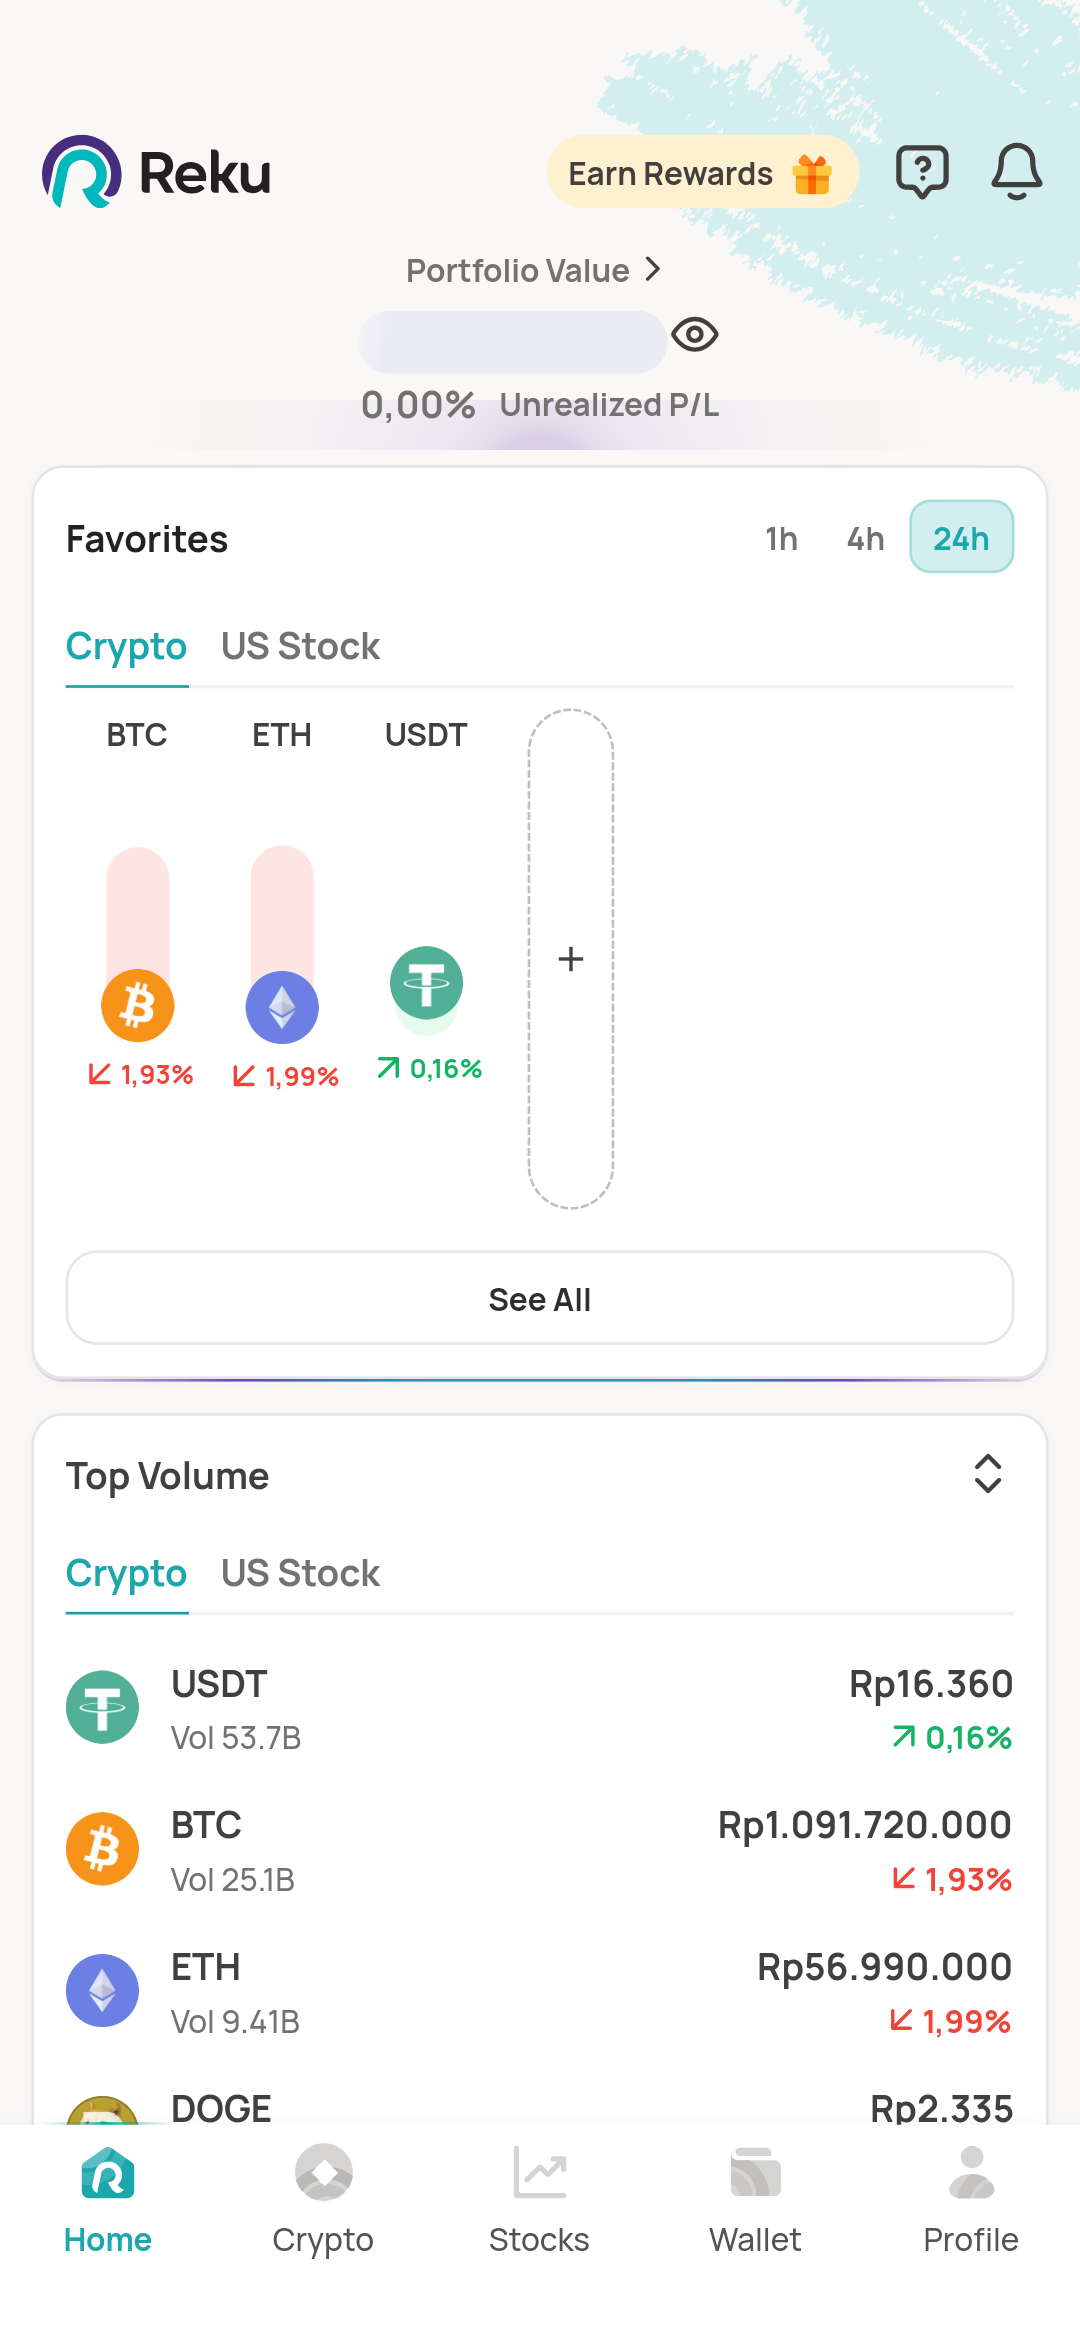 Reku
Earn Rewards
Portfolio Value
0,00% Unrealized P/L
Favorites
1h 4h 24h
Crypto US Stock
BTC ETH USDT
1,93% 1,99% 0,16%
+
See All
Top Volume
Crypto US Stock
USDT Rp16.360
Vol 53.7B 0,16%
BTC Rp1.091.720.000
Vol 25.1B 1,93%
ETH Rp56.990.000
Vol 9.41B 1,99%
DOGE Rp2.335
Home Crypto Stocks Wallet Profile